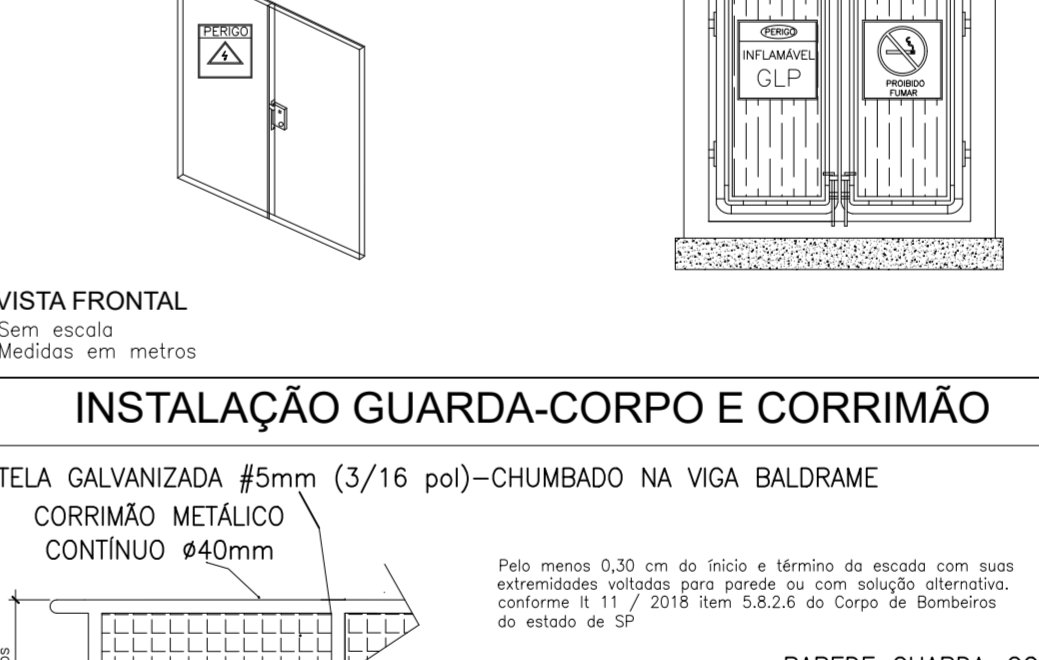 PERIGO
PERIGO
INFLAMÁVEL
GLP
PROIBIDO
FUMAR
VISTA FRONTAL
Sem escala
Medidas em metros
INSTALAÇÃO GUARDA-CORPO E CORRIMÃO
TELA GALVANIZADA #5mm (3/16 pol)-CHUMBADO NA VIGA BALDRAME
CORRIMÃO METÁLICO
CONTÍNUO ø40mm
Pelo menos 0,30 cm do ínicio e término da escada com suas
extremidades voltadas para parede ou com solução alternativa.
conforme It 11 / 2018 item 5.8.2.6 do Corpo de Bombeiros
do estado de SP